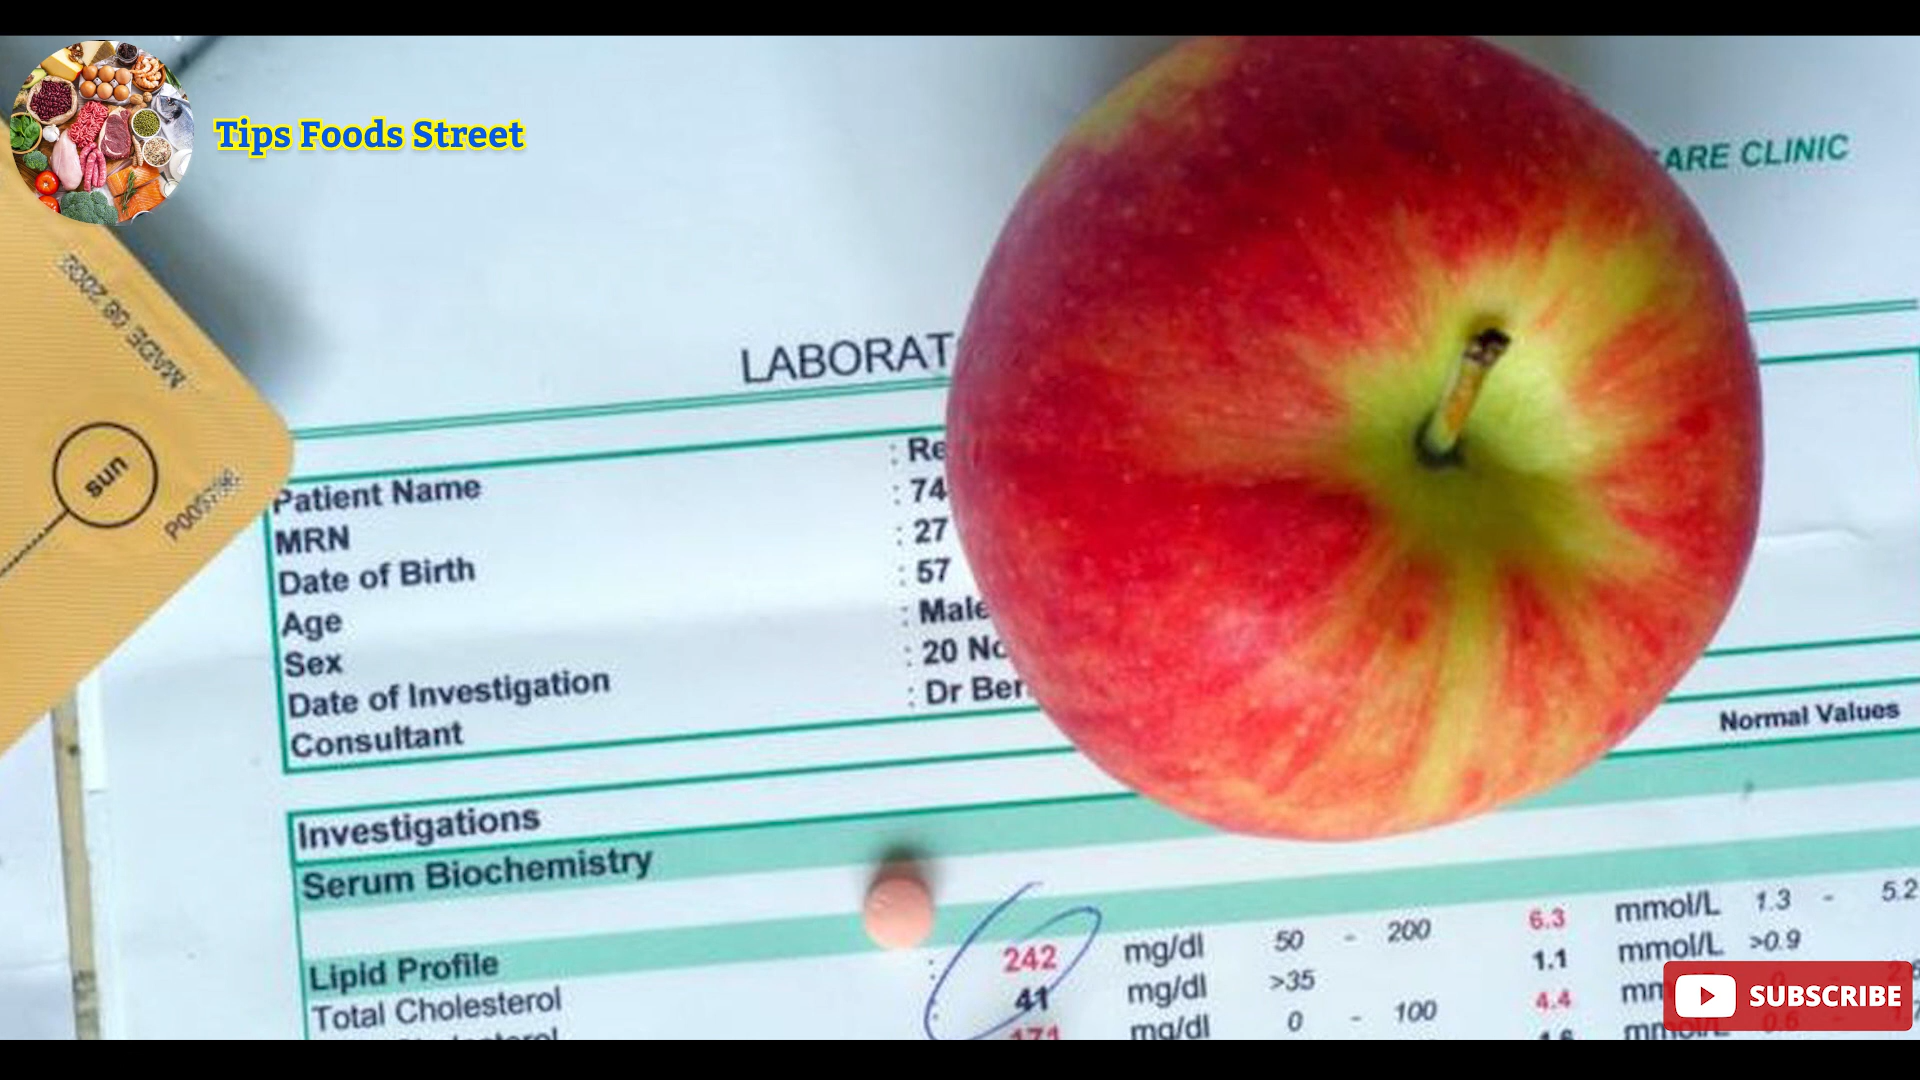 Tips Foods Street
CARE CLINIC
MADE 08 2002
sun
LABORAT
Patient Name : Re
MRN : 74
Date of Birth : 27
Age : 57
Sex : Male
Date of Investigation : 20 No
Consultant : Dr Ber
Normal Values
Investigations
Serum Biochemistry
Lipid Profile
Total Cholesterol : 242 mg/dl 50 - 200 6.3 mmol/L 1.3 - 5.2
: 41 mg/dl >35 1.1 mmol/L >0.9
171 mg/dl 0 - 100 4.4
SUBSCRIBE